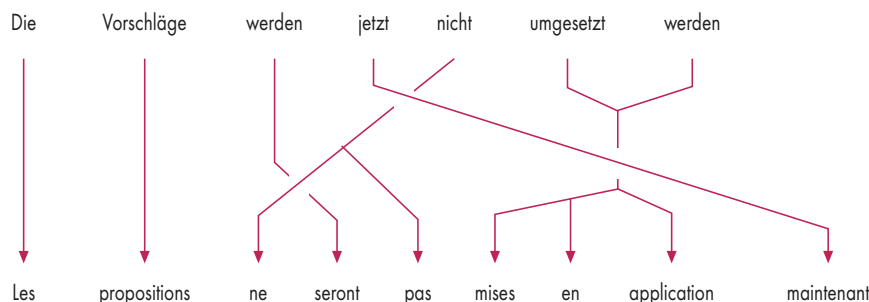 Die Vorschläge werden jetzt nicht umgesetzt werden
Les propositions ne seront pas mises en application maintenant